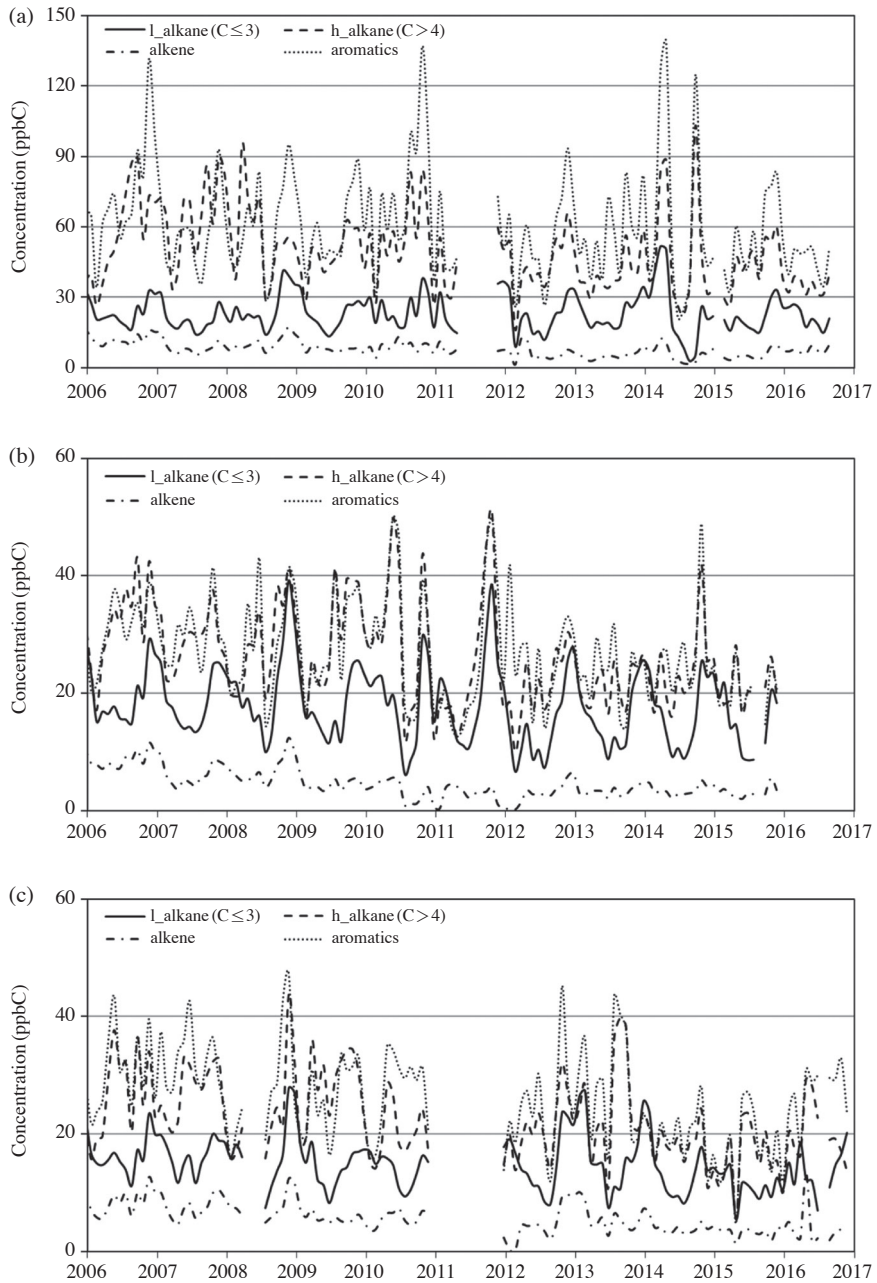 (a)
150
120
90
60
30
0
Concentration (ppbC)
l_alkane (C ≤ 3)
h_alkane (C > 4)
alkene
aromatics
2006 2007 2008 2009 2010 2011 2012 2013 2014 2015 2016 2017
(b)
60
40
20
0
Concentration (ppbC)
l_alkane (C ≤ 3)
h_alkane (C > 4)
alkene
aromatics
2006 2007 2008 2009 2010 2011 2012 2013 2014 2015 2016 2017
(c)
60
40
20
0
Concentration (ppbC)
l_alkane (C ≤ 3)
h_alkane (C > 4)
alkene
aromatics
2006 2007 2008 2009 2010 2011 2012 2013 2014 2015 2016 2017